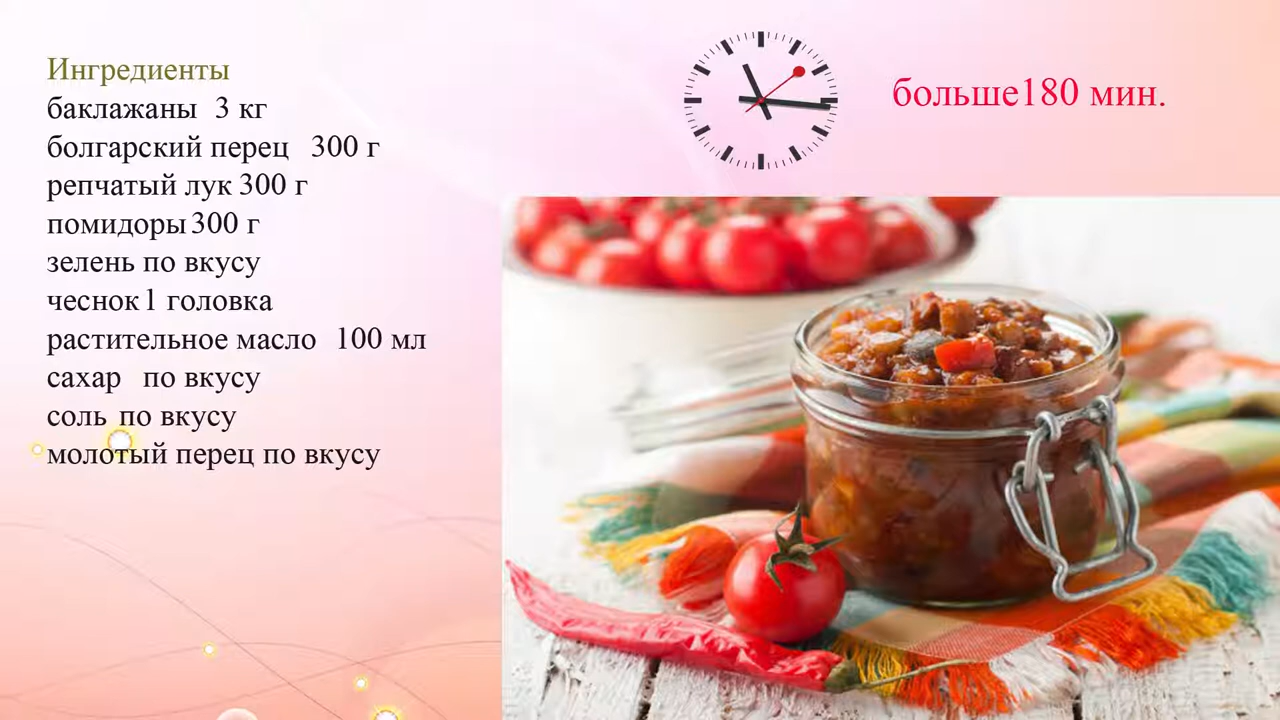 Ингредиенты
баклажаны 3 кг
болгарский перец 300 г
репчатый лук 300 г
помидоры 300 г
зелень по вкусу
чеснок 1 головка
растительное масло 100 мл
сахар по вкусу
соль по вкусу
молотый перец по вкусу
больше180 мин.